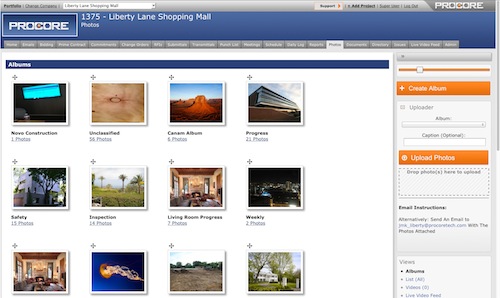 Portfolio Change Company Liberty Lane Shopping Mall Support + Add Project Super User Log Out PROCORE
PROCORE
1375 - Liberty Lane Shopping Mall
Photos
Home Emails Bidding Prime Contract Commitments Change Orders RFIs Submittals Transmittals Punch List Meetings Schedule Daily Log Reports Photos Documents Directory Live Video Feed Admin
Albums
Novo Construction
1 Photos
Unclassified
56 Photos
Canam Album
6 Photos
Progress
21 Photos
Safety
15 Photos
Inspection
14 Photos
Living Room Progress
7 Photos
Weekly
2 Photos
+ Create Album
Uploader
Album:
Caption (Optional):
Upload Photos
Drop photo(s) here to upload
Email Instructions:
Alternatively: Send An Email to
With The
Photos Attached
Views
Albums
List (All)
Videos (0)
Live Video Feed